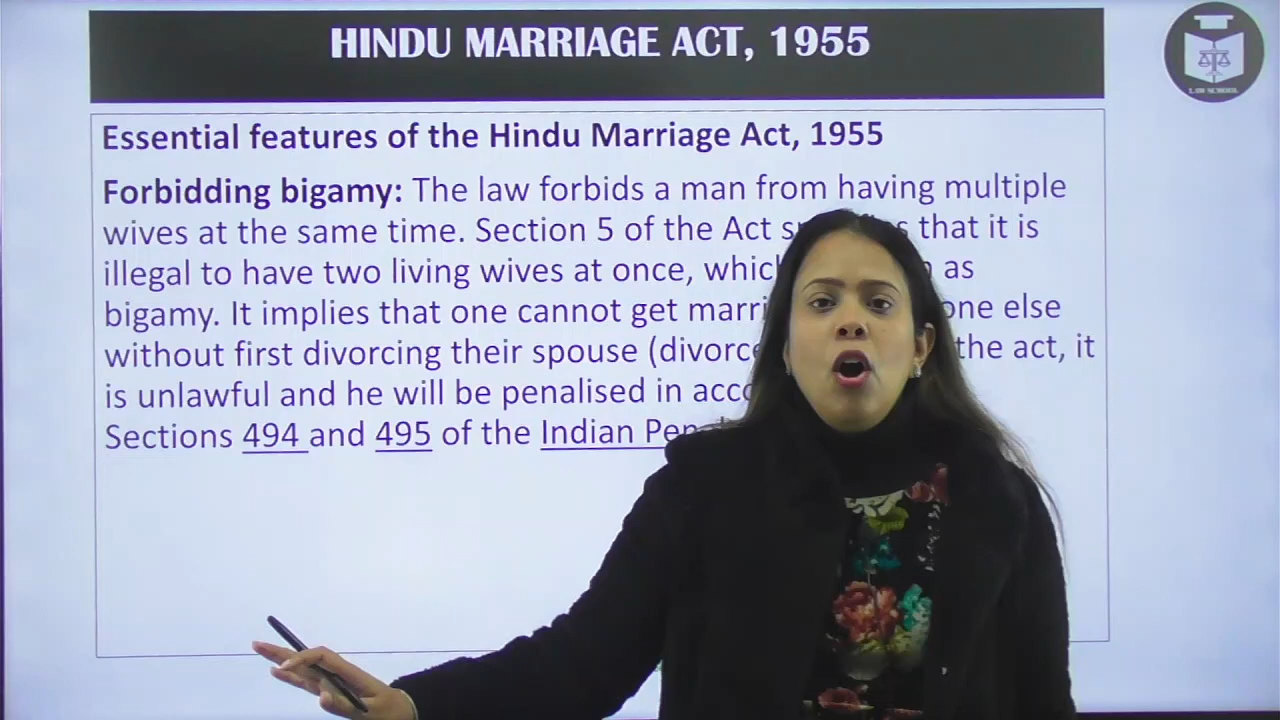 HINDU MARRIAGE ACT, 1955
LAW SCHOOL
Essential features of the Hindu Marriage Act, 1955
Forbidding bigamy: The law forbids a man from having multiple
wives at the same time. Section 5 of the Act that it is
illegal to have two living wives at once, as
bigamy. It implies that one cannot get else
without first divorcing their spouse the act, it
is unlawful and he will be penalised in
Sections 494 and 495 of the Indian